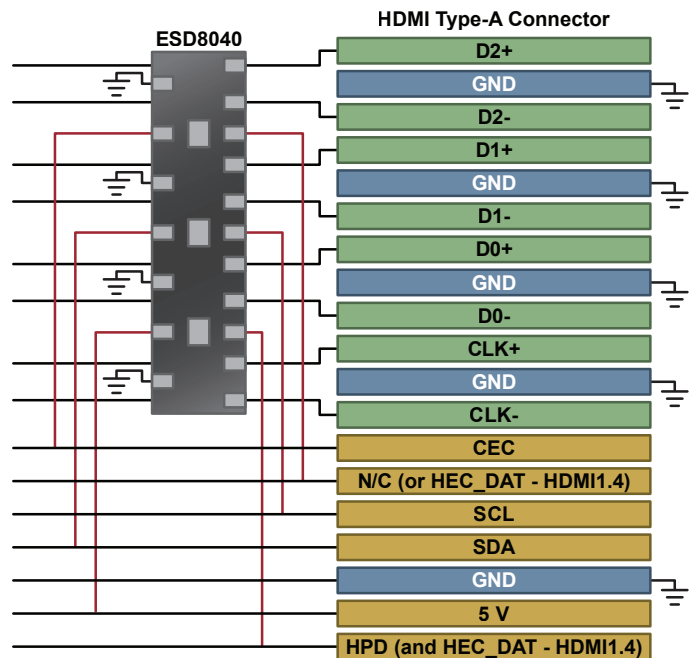 HDMI Type-A Connector
ESD8040
D2+
GND
D2-
D1+
GND
D1-
D0+
GND
D0-
CLK+
GND
CLK-
CEC
N/C (or HEC_DAT - HDMI1.4)
SCL
SDA
GND
5 V
HPD (and HEC_DAT - HDMI1.4)